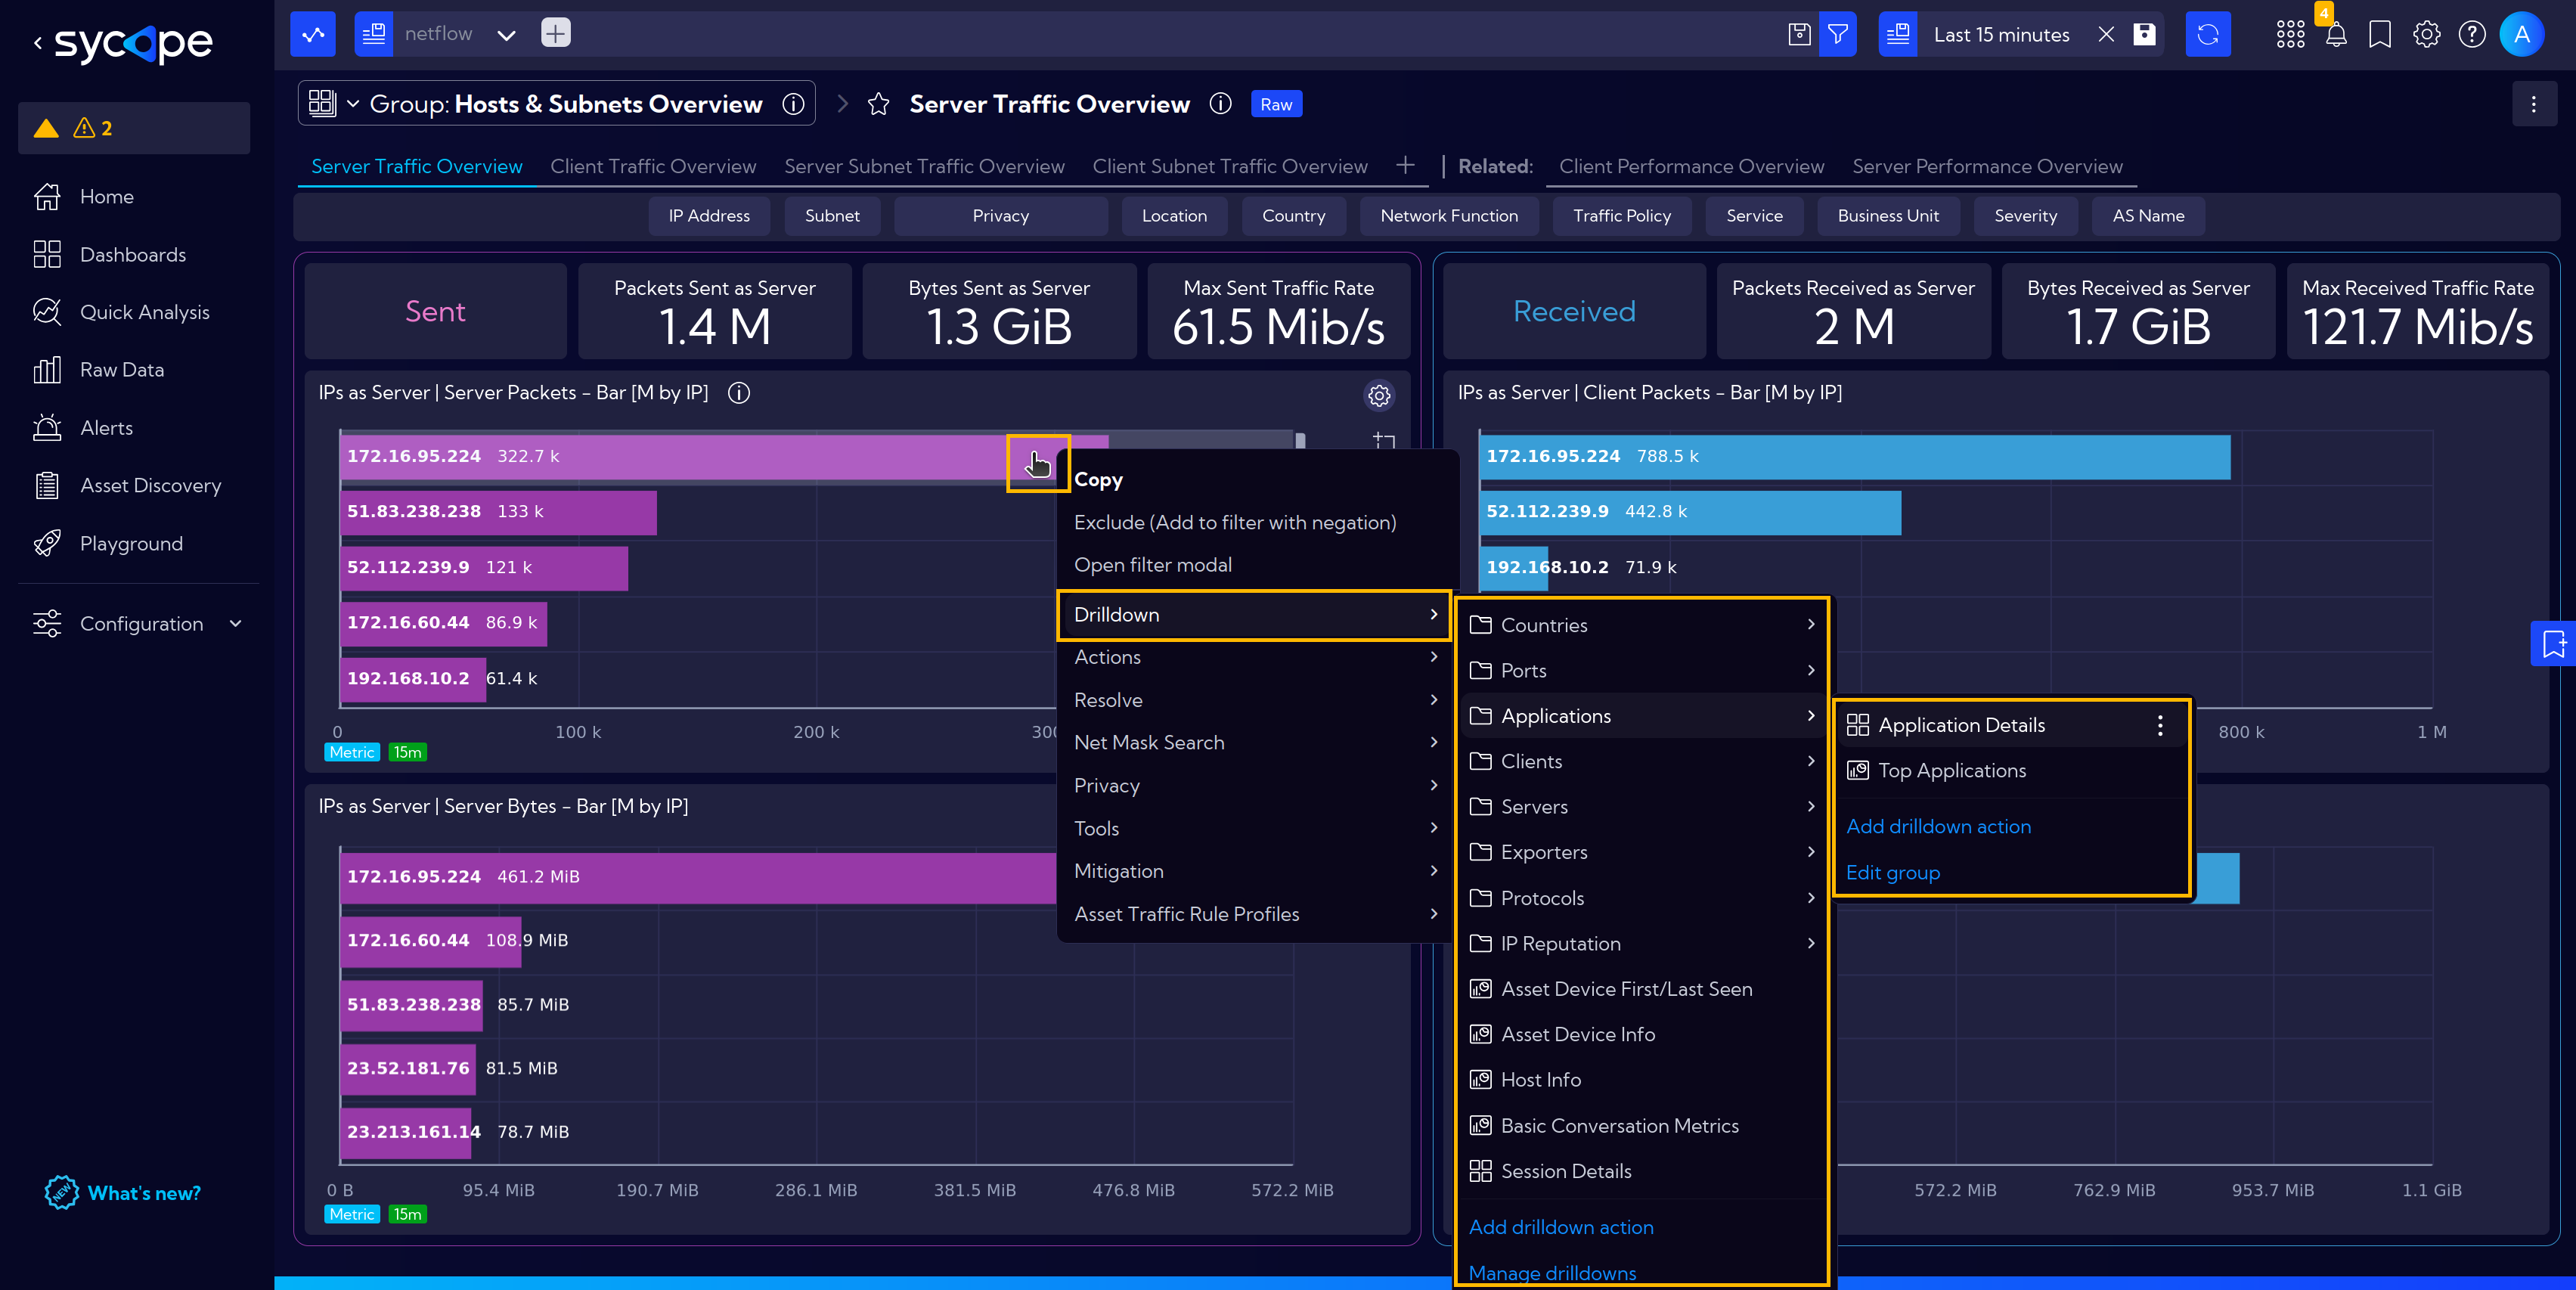 sycope
netflow
Last 15 minutes
4
A
2
Home
Dashboards
Quick Analysis
Raw Data
Alerts
Asset Discovery
Playground
Configuration
NEW
What's new?
Group: Hosts & Subnets Overview
Server Traffic Overview
Raw
Server Traffic Overview
Client Traffic Overview
Server Subnet Traffic Overview
Client Subnet Traffic Overview
Related:
Client Performance Overview
Server Performance Overview
IP Address
Subnet
Privacy
Location
Country
Network Function
Traffic Policy
Service
Business Unit
Severity
AS Name
Sent
Packets Sent as Server
1.4 M
Bytes Sent as Server
1.3 GiB
Max Sent Traffic Rate
61.5 Mib/s
Received
Packets Received as Server
2 M
Bytes Received as Server
1.7 GiB
Max Received Traffic Rate
121.7 Mib/s
IPs as Server | Server Packets - Bar [M by IP]
172.16.95.224 322.7 k
51.83.238.238 133 k
52.112.239.9 121 k
172.16.60.44 86.9 k
192.168.10.2 61.4 k
0
100 k
200 k
Metric
15m
IPs as Server | Client Packets - Bar [M by IP]
172.16.95.224 788.5 k
52.112.239.9 442.8 k
192.168.10.2 71.9 k
800 k
1 M
IPs as Server | Server Bytes - Bar [M by IP]
172.16.95.224 461.2 MiB
172.16.60.44 108.9 MiB
51.83.238.238 85.7 MiB
23.52.181.76 81.5 MiB
23.213.161.14 78.7 MiB
0 B
95.4 MiB
190.7 MiB
286.1 MiB
381.5 MiB
476.8 MiB
572.2 MiB
Metric
15m
572.2 MiB
762.9 MiB
953.7 MiB
1.1 GiB
Copy
Exclude (Add to filter with negation)
Open filter modal
Drilldown
Actions
Resolve
Net Mask Search
Privacy
Tools
Mitigation
Asset Traffic Rule Profiles
Countries
Ports
Applications
Clients
Servers
Exporters
Protocols
IP Reputation
Asset Device First/Last Seen
Asset Device Info
Host Info
Basic Conversation Metrics
Session Details
Add drilldown action
Manage drilldowns
Application Details
Top Applications
Add drilldown action
Edit group